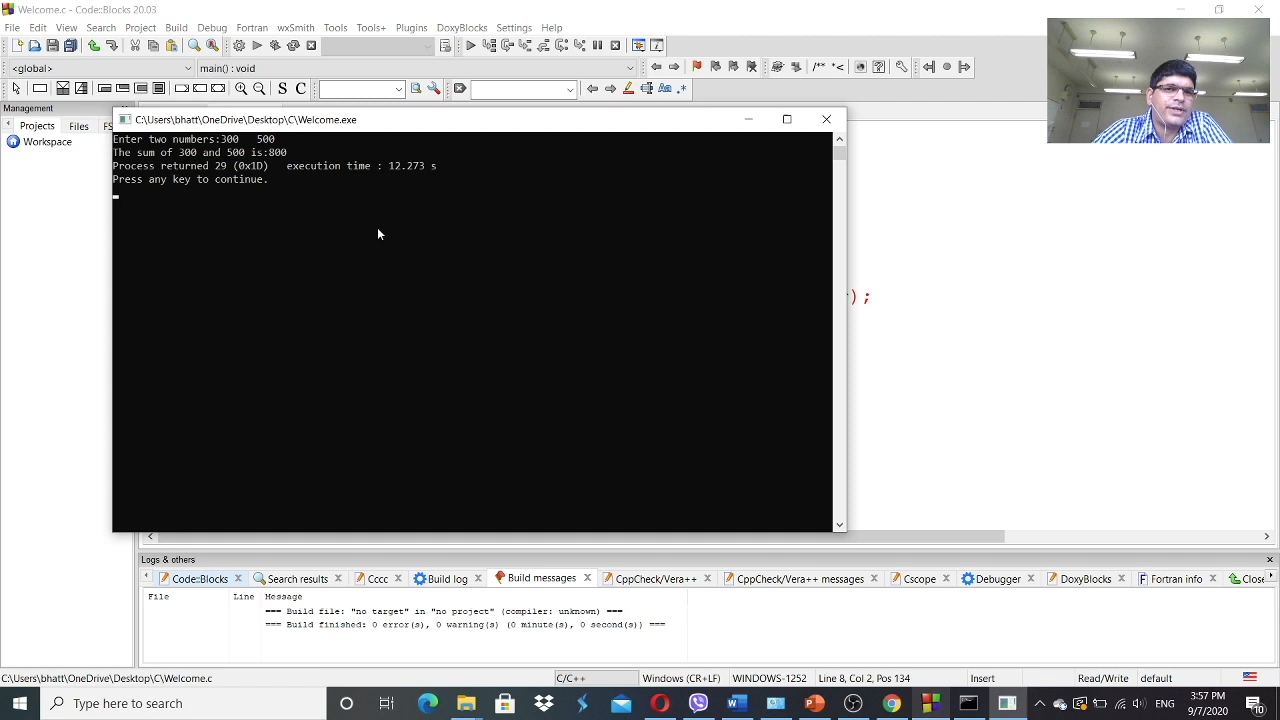 Welcome.c - Code::Blocks 20.03
File Edit View Search Project Build Debug Fortran wxSmith Tools Tools+ Plugins DoxyBlocks Settings Help
<global> main() : void
/** *<
S C
Aa .*
Management
Projects Files FS
Workspace
C:\Users\bhatt\OneDrive\Desktop\C\Welcome.exe
Enter two numbers:300   500
The sum of 300 and 500 is:800
Process returned 29 (0x1D)   execution time : 12.273 s
Press any key to continue.
);
Logs & others
Code::Blocks Search results Cccc Build log Build messages CppCheck/Vera++ CppCheck/Vera++ messages Cscope Debugger DoxyBlocks Fortran info Close
File Line Message
=== Build file: "no target" in "no project" (compiler: unknown) ===
=== Build finished: 0 error(s), 0 warning(s) (0 minute(s), 0 second(s)) ===
C:\Users\bhatt\OneDrive\Desktop\C\Welcome.c C/C++ Windows (CR+LF) WINDOWS-1252 Line 8, Col 2, Pos 134 Insert Read/Write default
Type here to search
3:57 PM
9/7/2020
10